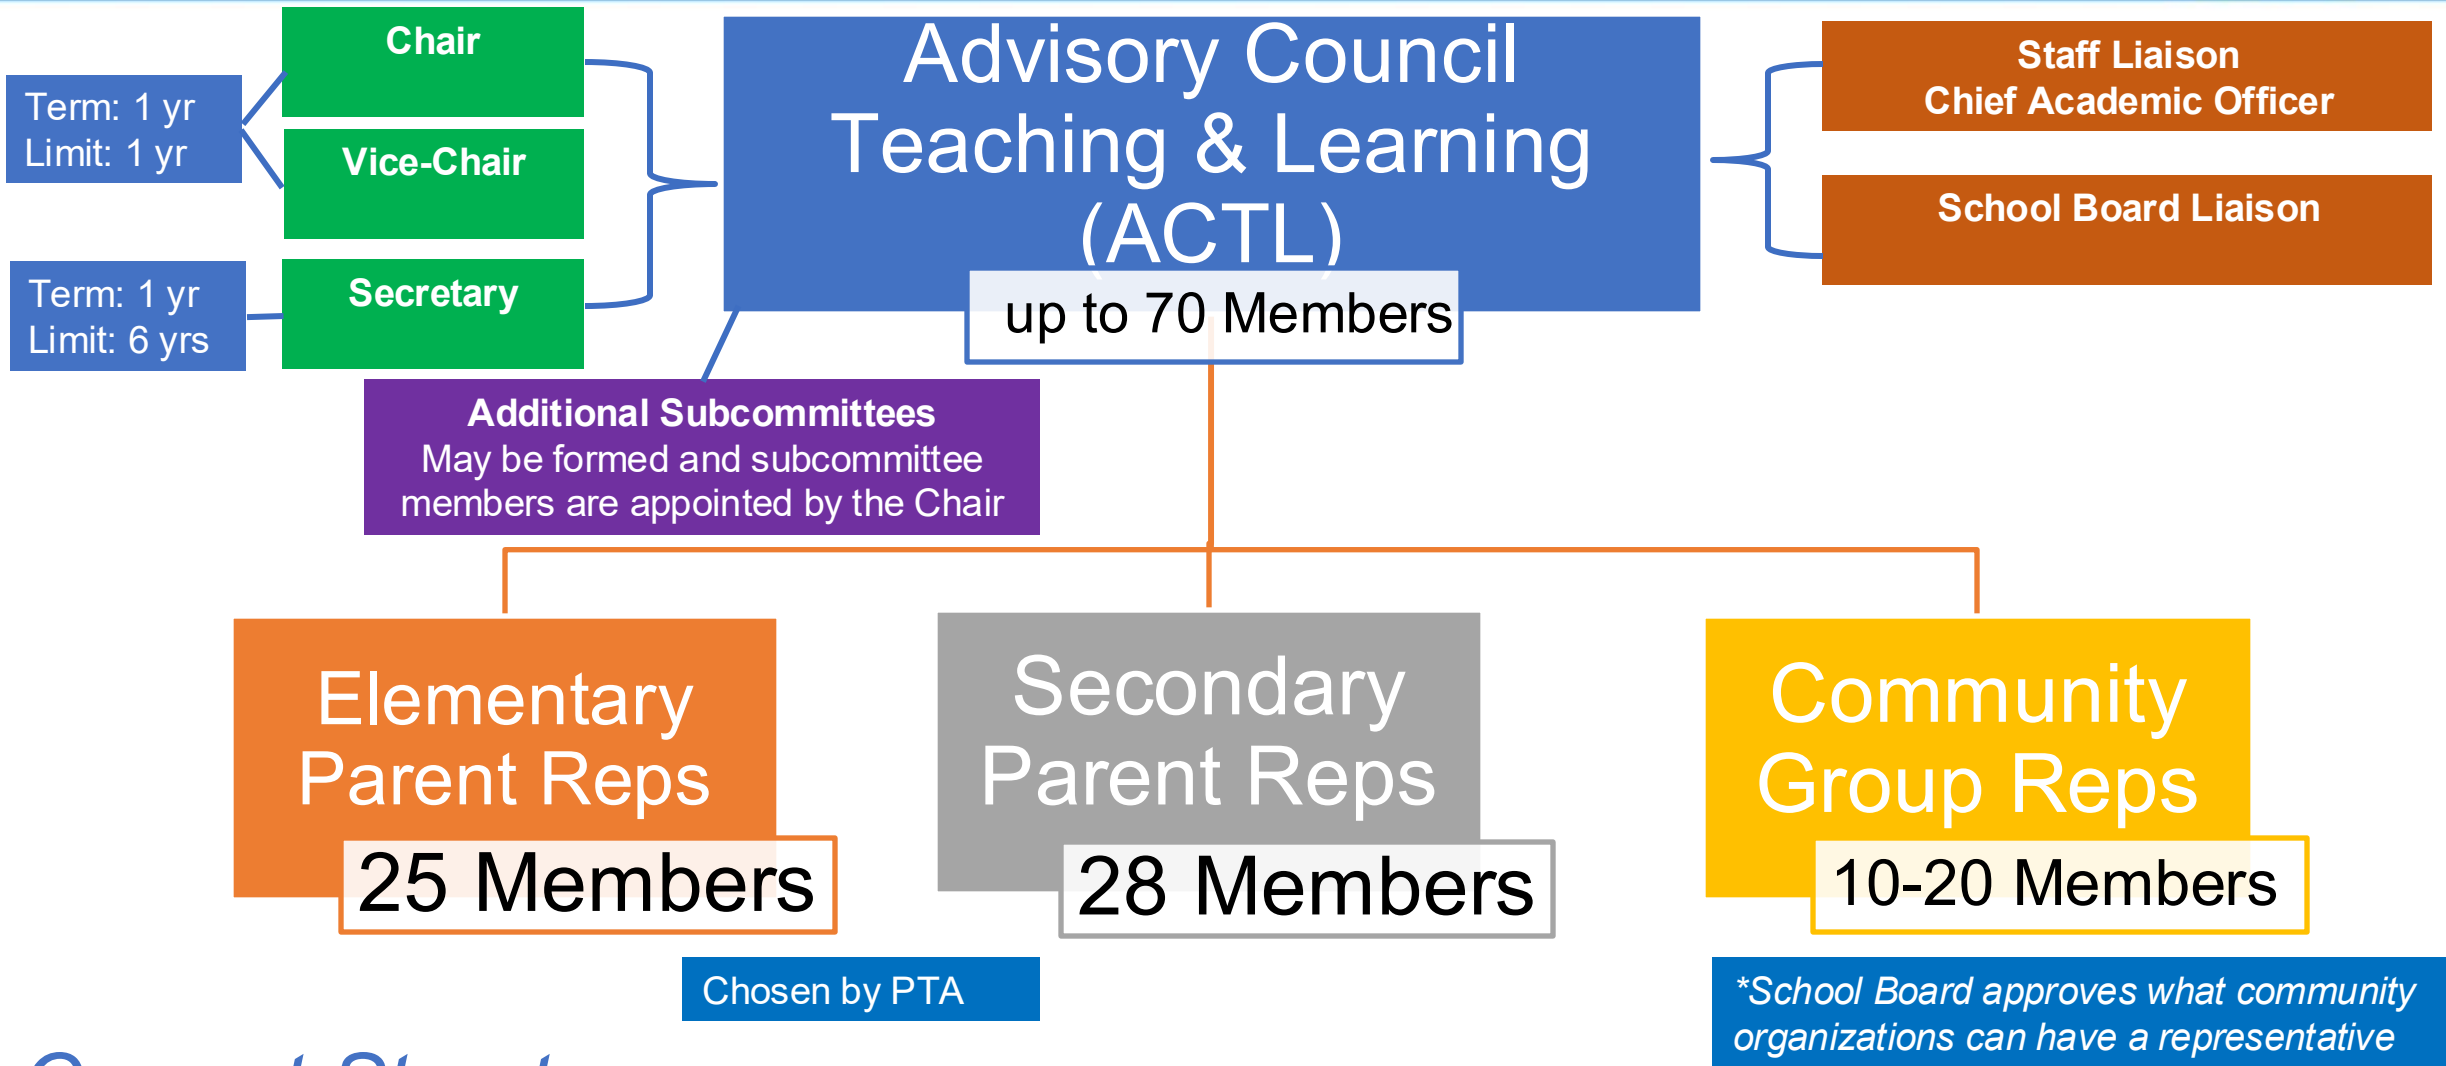 Chair
Term: 1 yr
Limit: 1 yr
Vice-Chair
Term: 1 yr
Limit: 6 yrs
Secretary
Advisory Council
Teaching & Learning
(ACTL)
up to 70 Members
Staff Liaison
Chief Academic Officer
School Board Liaison
Additional Subcommittees
May be formed and subcommittee
members are appointed by the Chair
Elementary
Parent Reps
25 Members
Secondary
Parent Reps
28 Members
Community
Group Reps
10-20 Members
Chosen by PTA
*School Board approves what community
organizations can have a representative